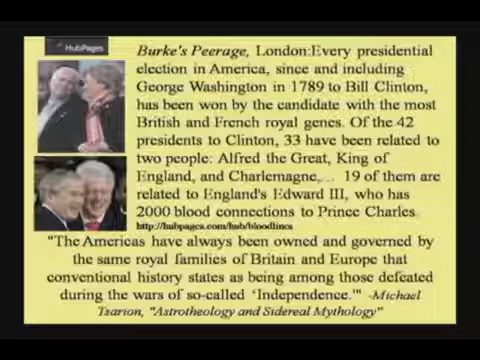 HubPages
Burke's Peerage, London:Every presidential
election in America, since and including
George Washington in 1789 to Bill Clinton,
has been won by the candidate with the most
British and French royal genes. Of the 42
presidents to Clinton, 33 have been related to
two people: Alfred the Great, King of
England, and Charlemagne,... 19 of them are
related to England's Edward III, who has
2000 blood connections to Prince Charles.
http://hubpages.com/hub/bloodlines
"The Americas have always been owned and governed by
the same royal families of Britain and Europe that
conventional history states as being among those defeated
during the wars of so-called 'Independence.'" -Michael
Tsarion, "Astrotheology and Sidereal Mythology"